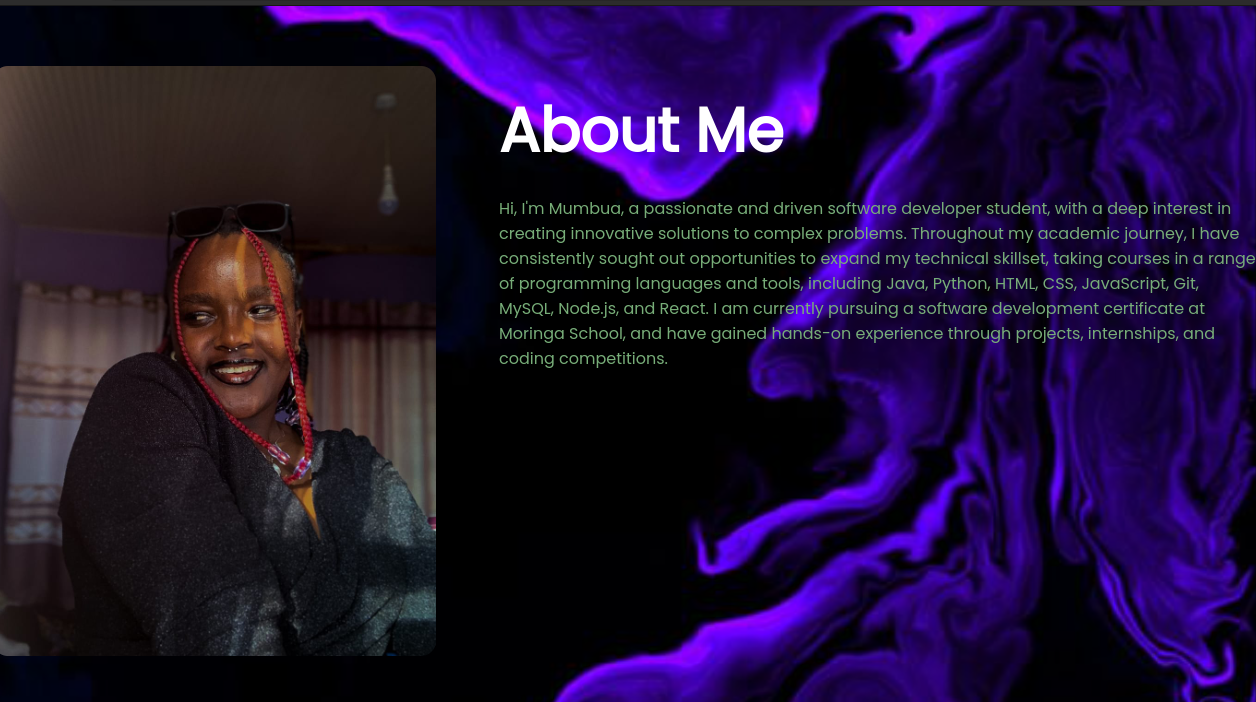 About Me
Hi, I'm Mumbua, a passionate and driven software developer student, with a deep interest in
creating innovative solutions to complex problems. Throughout my academic journey, I have
consistently sought out opportunities to expand my technical skillset, taking courses in a range
of programming languages and tools, including Java, Python, HTML, CSS, JavaScript, Git,
MySQL, Node.js, and React. I am currently pursuing a software development certificate at
Moringa School, and have gained hands-on experience through projects, internships, and
coding competitions.